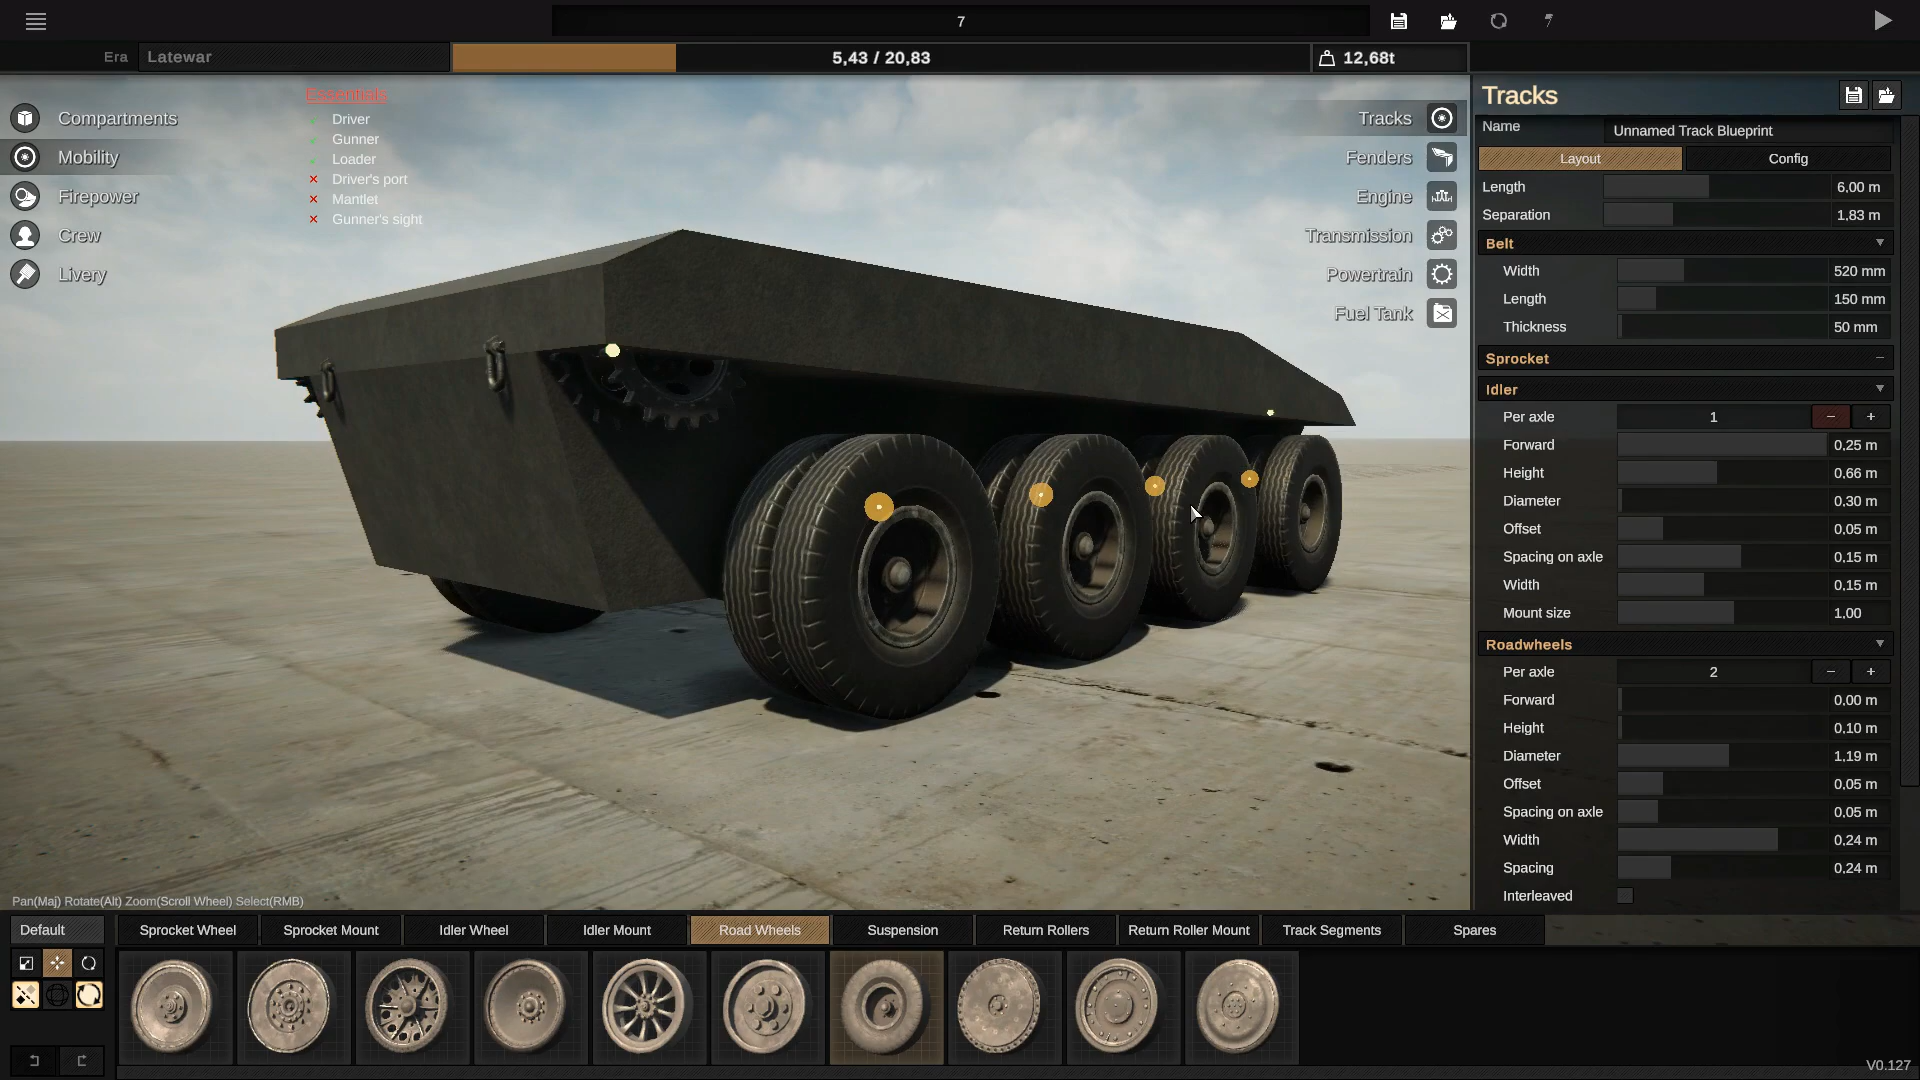 7
Era
Latewar
5,43 / 20,83
12,68t
Essentials
Driver
Gunner
Loader
Driver's port
Mantlet
Gunner's sight
Compartments
Mobility
Firepower
Crew
Livery
Tracks
Fenders
Engine
Transmission
Powertrain
Fuel Tank
Tracks
Name
Unnamed Track Blueprint
Layout
Config
Length 6,00 m
Separation 1,83 m
Belt
Width 520 mm
Length 150 mm
Thickness 50 mm
Sprocket
Idler
Per axle 1 − +
Forward 0,25 m
Height 0,66 m
Diameter 0,30 m
Offset 0,05 m
Spacing on axle 0,15 m
Width 0,15 m
Mount size 1,00
Roadwheels
Per axle 2 − +
Forward 0,00 m
Height 0,10 m
Diameter 1,19 m
Offset 0,05 m
Spacing on axle 0,05 m
Width 0,24 m
Spacing 0,24 m
Interleaved
Pan(Maj) Rotate(Alt) Zoom(Scroll Wheel) Select(RMB)
Default
Sprocket Wheel
Sprocket Mount
Idler Wheel
Idler Mount
Road Wheels
Suspension
Return Rollers
Return Roller Mount
Track Segments
Spares
V0.127